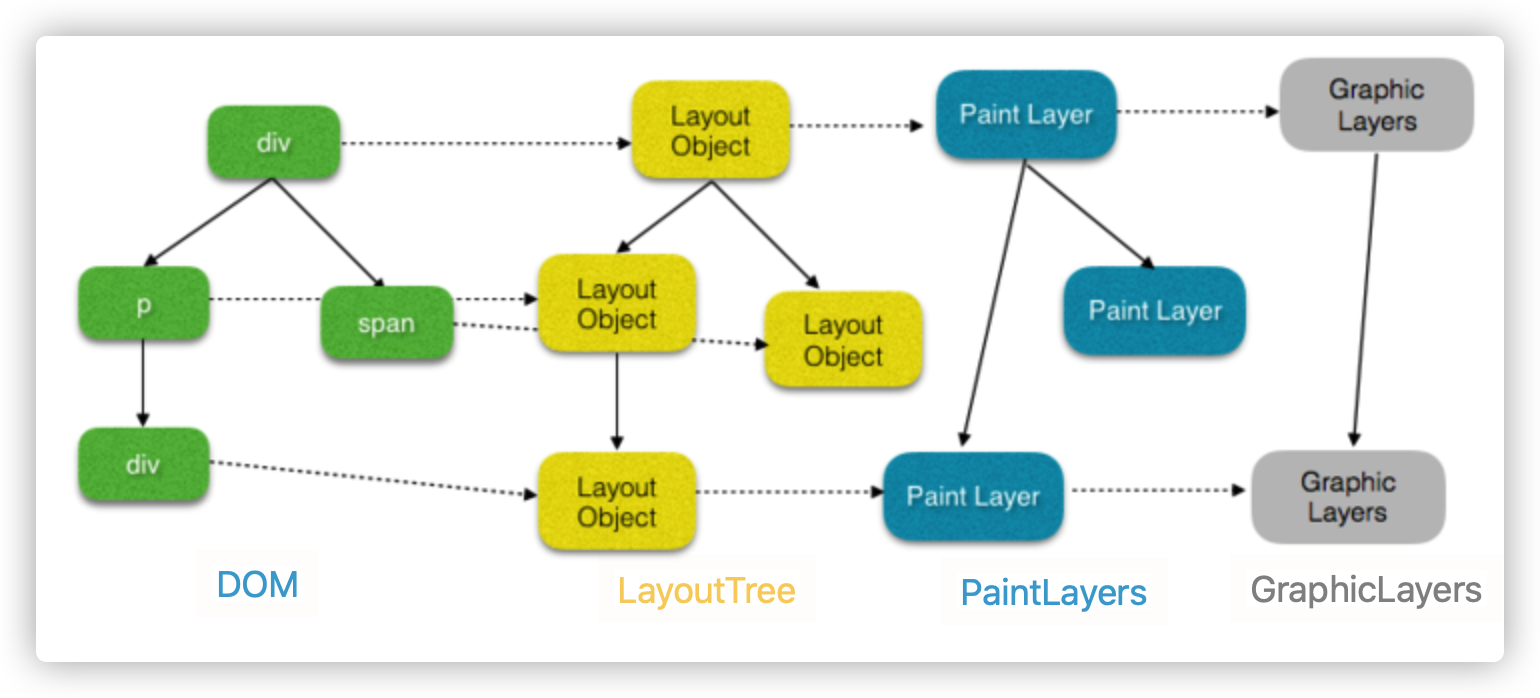 div
Layout
Object
Paint Layer
Graphic
Layers
p
span
Layout
Object
Layout
Object
Paint Layer
div
Layout
Object
Paint Layer
Graphic
Layers
DOM
LayoutTree
PaintLayers
GraphicLayers